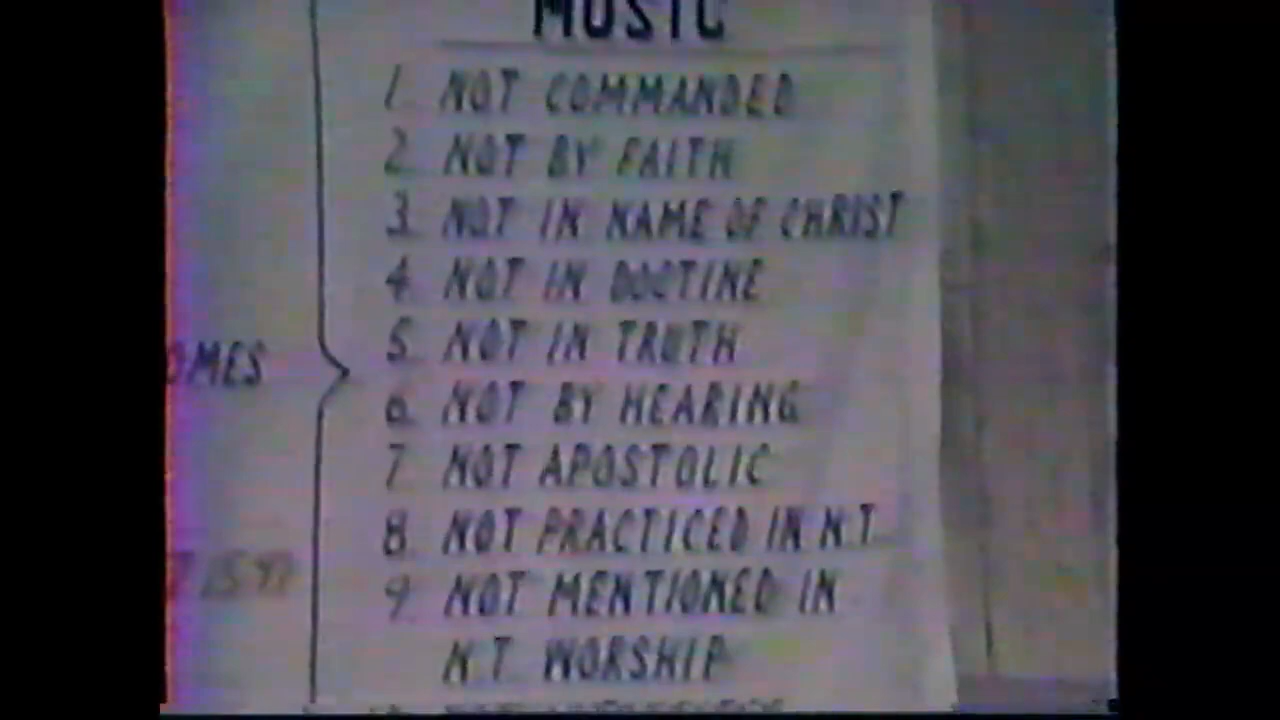 MUSIC
1. NOT COMMANDED
2. NOT BY FAITH
3. NOT IN NAME OF CHRIST
4. NOT IN DOCTINE
5. NOT IN TRUTH
OMES
6. NOT BY HEARING
7. NOT APOSTOLIC
8. NOT PRACTICED IN N.T.
9. NOT MENTIONED IN
N.T. WORSHIP